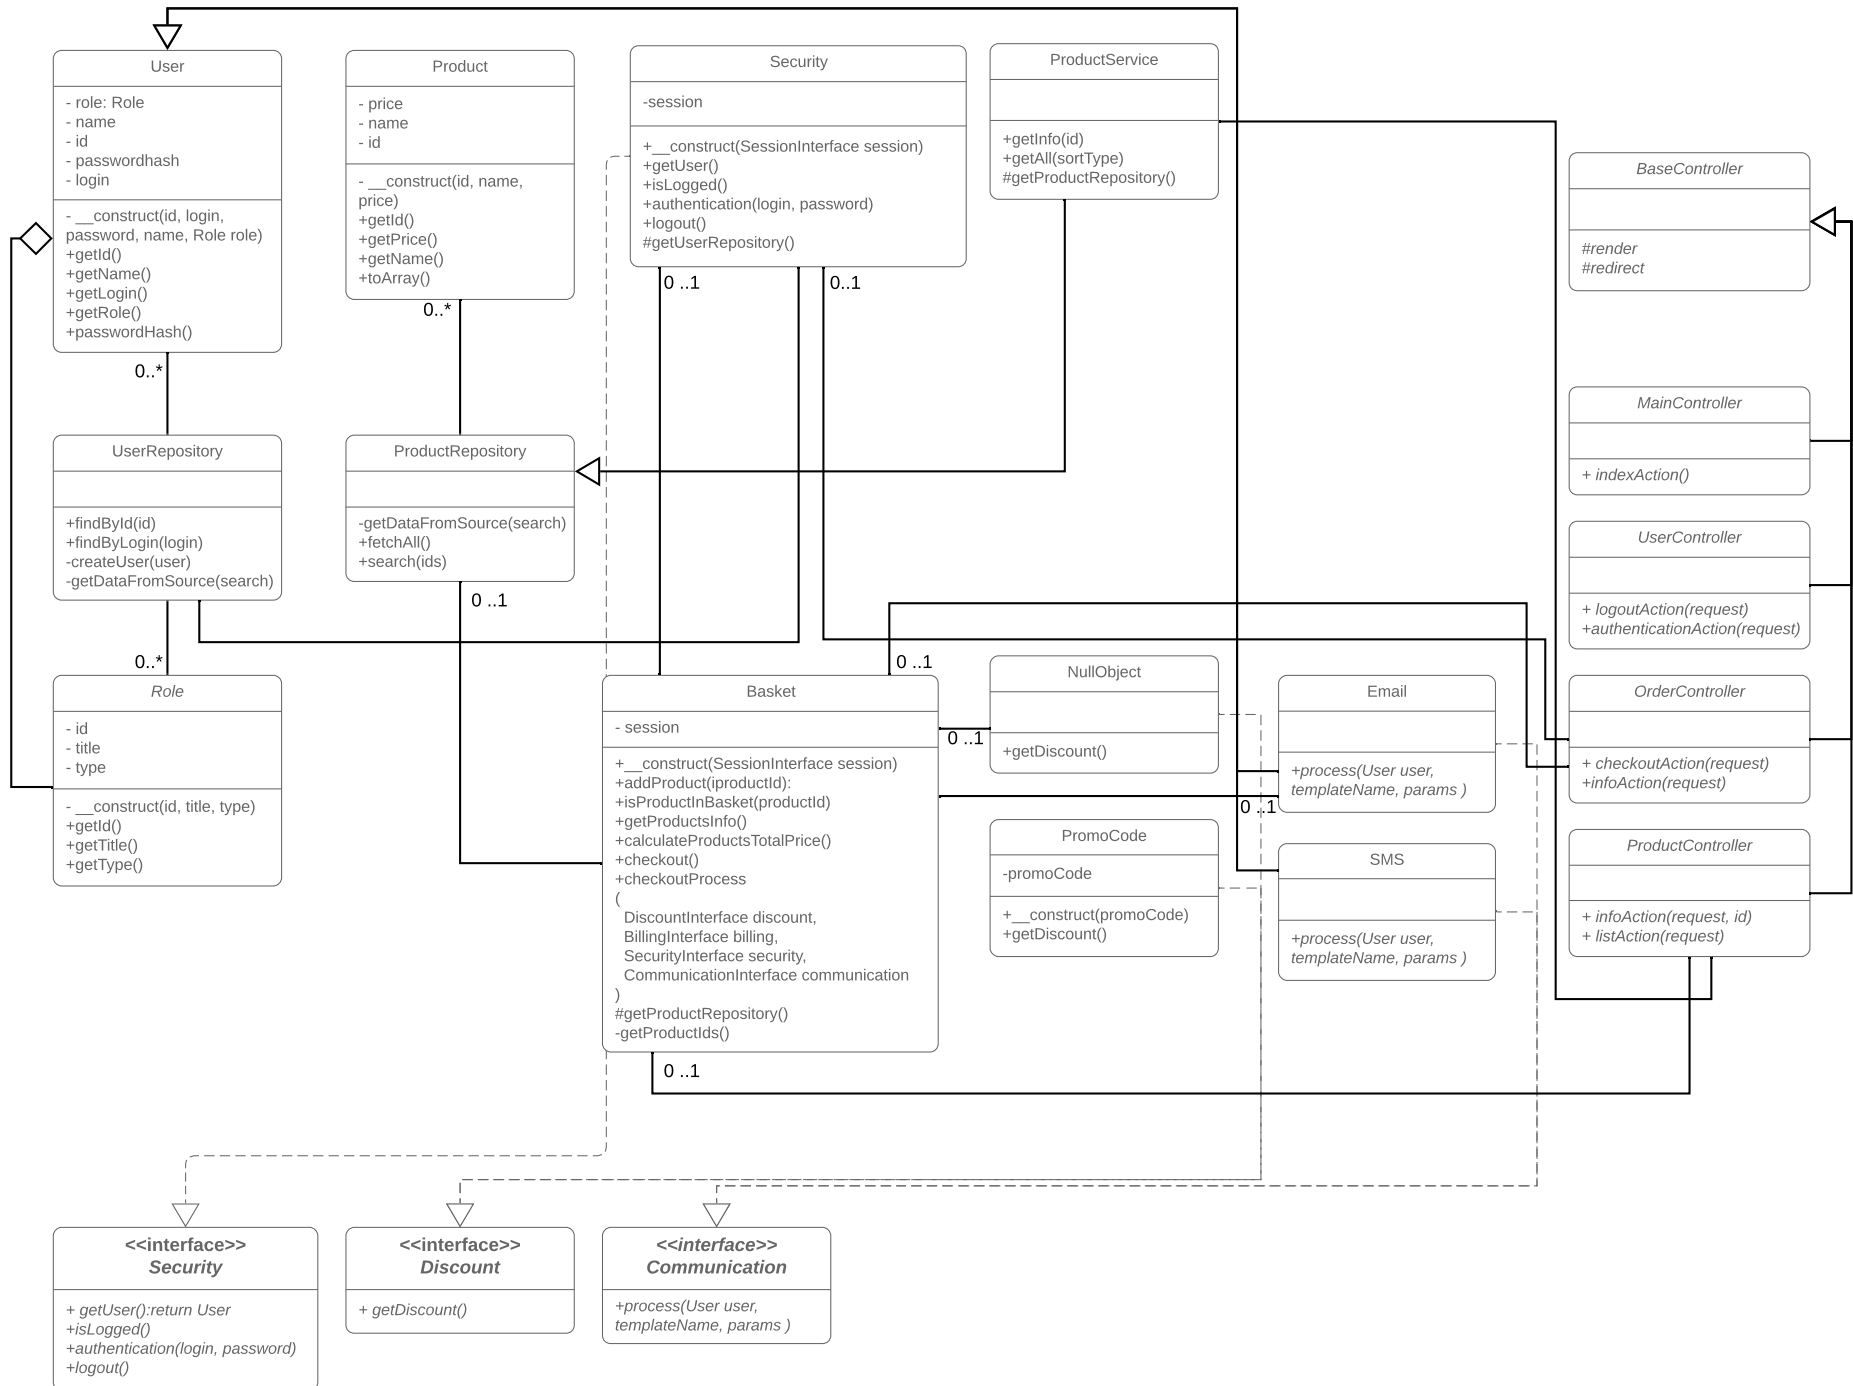 User
- role: Role
- name
- id
- passwordhash
- login
- __construct(id, login,
password, name, Role role)
+getId()
+getName()
+getLogin()
+getRole()
+passwordHash()
0..*
Product
- price
- name
- id
- __construct(id, name,
price)
+getId()
+getPrice()
+getName()
+toArray()
0..*
Security
-session
+__construct(SessionInterface session)
+getUser()
+isLogged()
+authentication(login, password)
+logout()
#getUserRepository()
0 ..1
0..1
ProductService
+getInfo(id)
+getAll(sortType)
#getProductRepository()
BaseController
#render
#redirect
MainController
+ indexAction()
UserRepository
+findById(id)
+findByLogin(login)
-createUser(user)
-getDataFromSource(search)
0..*
ProductRepository
-getDataFromSource(search)
+fetchAll()
+search(ids)
0 ..1
UserController
+ logoutAction(request)
+authenticationAction(request)
Role
- id
- title
- type
- __construct(id, title, type)
+getId()
+getTitle()
+getType()
0 ..1
Basket
- session
+__construct(SessionInterface session)
+addProduct(iproductId):
+isProductInBasket(productId)
+getProductsInfo()
+calculateProductsTotalPrice()
+checkout()
+checkoutProcess
(
DiscountInterface discount,
BillingInterface billing,
SecurityInterface security,
CommunicationInterface communication
)
#getProductRepository()
-getProductIds()
0 ..1
0 ..1
NullObject
+getDiscount()
0 ..1
PromoCode
-promoCode
+__construct(promoCode)
+getDiscount()
Email
+process(User user,
templateName, params )
SMS
+process(User user,
templateName, params )
OrderController
+ checkoutAction(request)
+infoAction(request)
ProductController
+ infoAction(request, id)
+ listAction(request)
<<interface>>
Security
+ getUser():return User
+isLogged()
+authentication(login, password)
+logout()
<<interface>>
Discount
+ getDiscount()
<<interface>>
Communication
+process(User user,
templateName, params )